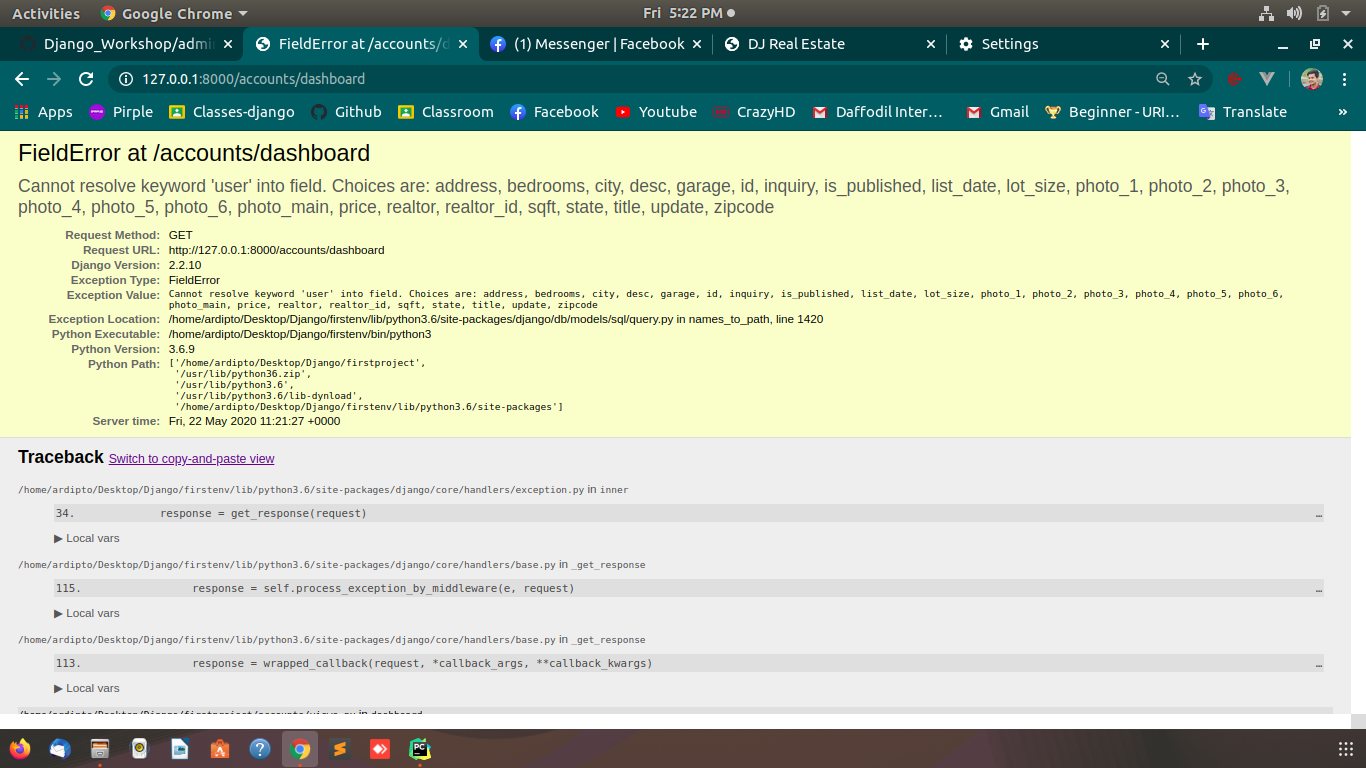 Activities Google Chrome Fri 5:22 PM
Django_Workshop/admi FieldError at /accounts/d (1) Messenger | Facebook DJ Real Estate Settings
127.0.0.1:8000/accounts/dashboard
Apps Pirple Classes-django Github Classroom Facebook Youtube CrazyHD Daffodil Inter... Gmail Beginner - URI... Translate »
FieldError at /accounts/dashboard
Cannot resolve keyword 'user' into field. Choices are: address, bedrooms, city, desc, garage, id, inquiry, is_published, list_date, lot_size, photo_1, photo_2, photo_3,
photo_4, photo_5, photo_6, photo_main, price, realtor, realtor_id, sqft, state, title, update, zipcode
Request Method: GET
Request URL: http://127.0.0.1:8000/accounts/dashboard
Django Version: 2.2.10
Exception Type: FieldError
Exception Value: Cannot resolve keyword 'user' into field. Choices are: address, bedrooms, city, desc, garage, id, inquiry, is_published, list_date, lot_size, photo_1, photo_2, photo_3, photo_4, photo_5, photo_6,
photo_main, price, realtor, realtor_id, sqft, state, title, update, zipcode
Exception Location: /home/ardipto/Desktop/Django/firstenv/lib/python3.6/site-packages/django/db/models/sql/query.py in names_to_path, line 1420
Python Executable: /home/ardipto/Desktop/Django/firstenv/bin/python3
Python Version: 3.6.9
Python Path: ['/home/ardipto/Desktop/Django/firstproject',
'/usr/lib/python36.zip',
'/usr/lib/python3.6',
'/usr/lib/python3.6/lib-dynload',
'/home/ardipto/Desktop/Django/firstenv/lib/python3.6/site-packages']
Server time: Fri, 22 May 2020 11:21:27 +0000
Traceback Switch to copy-and-paste view
/home/ardipto/Desktop/Django/firstenv/lib/python3.6/site-packages/django/core/handlers/exception.py in inner
34. response = get_response(request) …
▶ Local vars
/home/ardipto/Desktop/Django/firstenv/lib/python3.6/site-packages/django/core/handlers/base.py in _get_response
115. response = self.process_exception_by_middleware(e, request) …
▶ Local vars
/home/ardipto/Desktop/Django/firstenv/lib/python3.6/site-packages/django/core/handlers/base.py in _get_response
113. response = wrapped_callback(request, *callback_args, **callback_kwargs) …
▶ Local vars
/home/ardipto/Desktop/Django/firstproject/accounts/views.py in dashboard